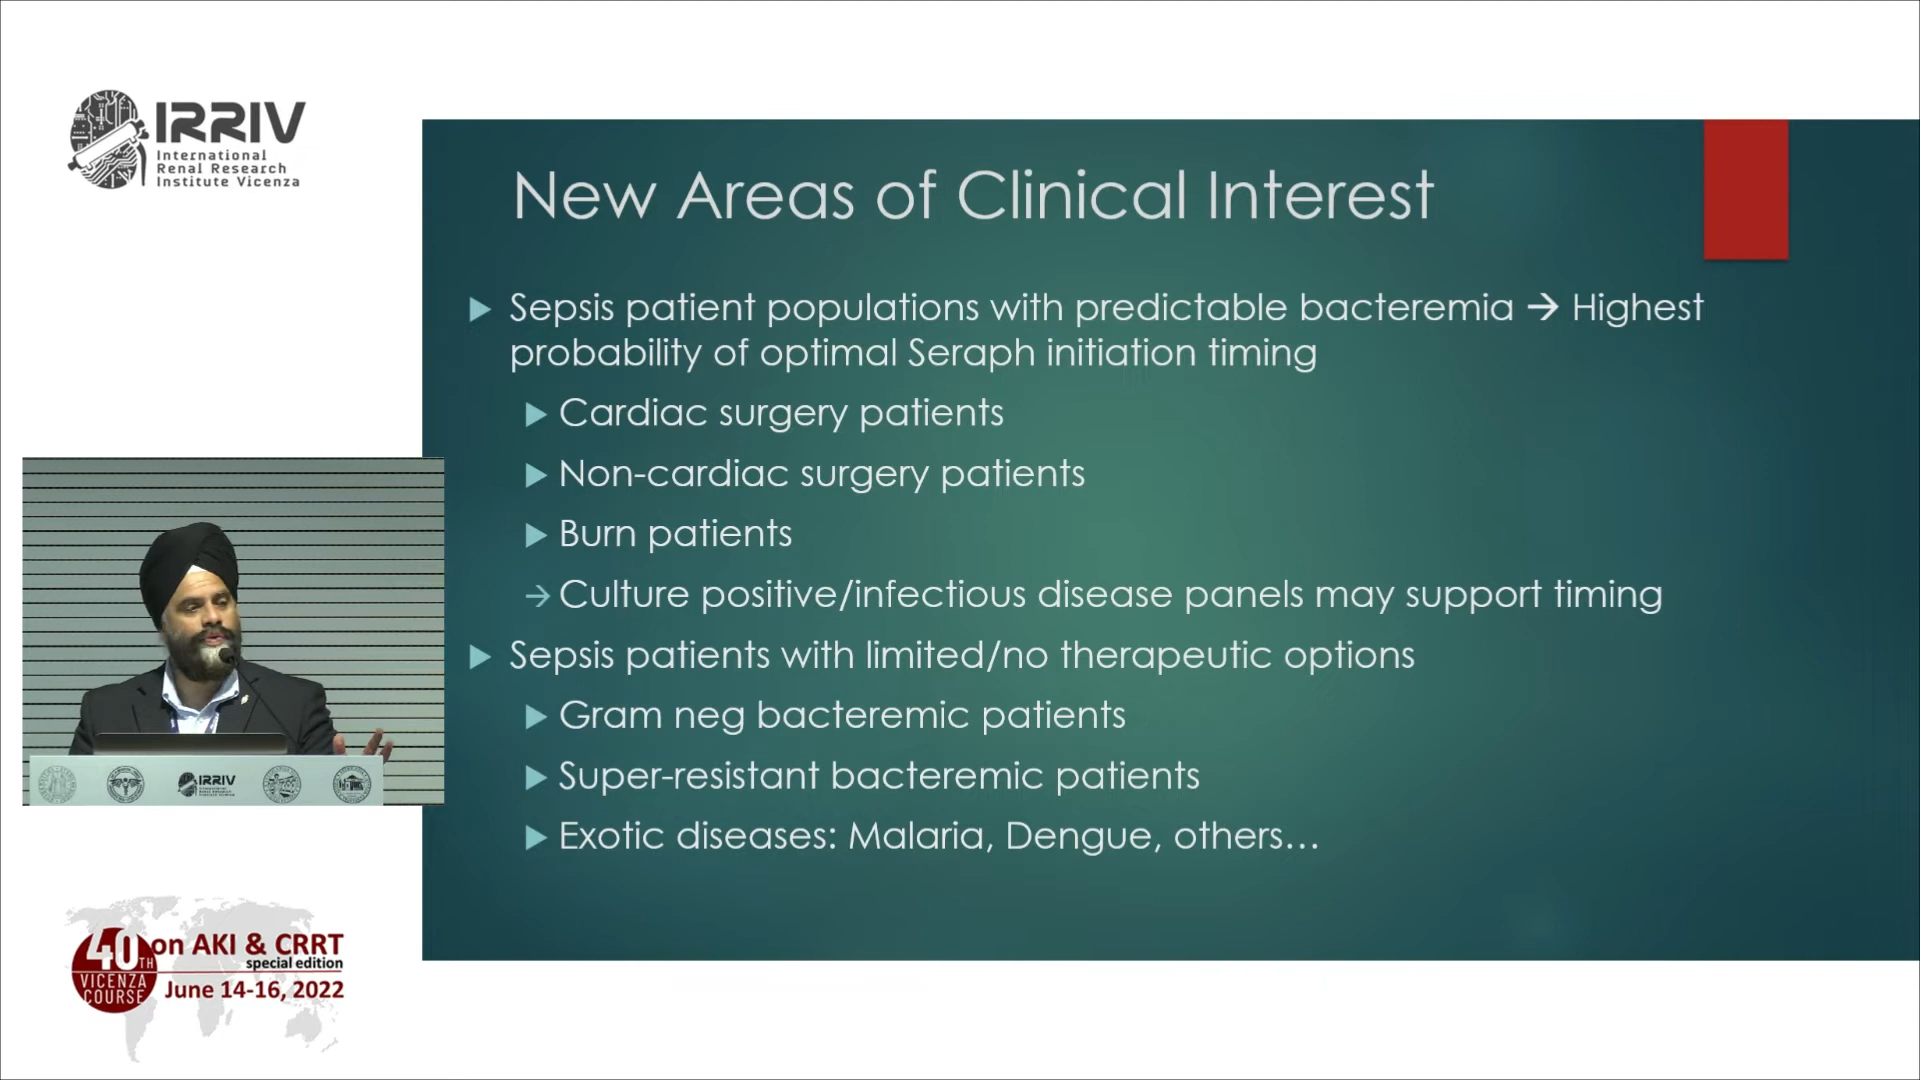 IRRIV
International
Renal Research
Institute Vicenza
New Areas of Clinical Interest
Sepsis patient populations with predictable bacteremia → Highest
probability of optimal Seraph initiation timing
Cardiac surgery patients
Non-cardiac surgery patients
Burn patients
→ Culture positive/infectious disease panels may support timing
Sepsis patients with limited/no therapeutic options
Gram neg bacteremic patients
Super-resistant bacteremic patients
Exotic diseases: Malaria, Dengue, others...
IRRIV
40TH
VICENZA
COURSE
on AKI & CRRT
special edition
June 14-16, 2022